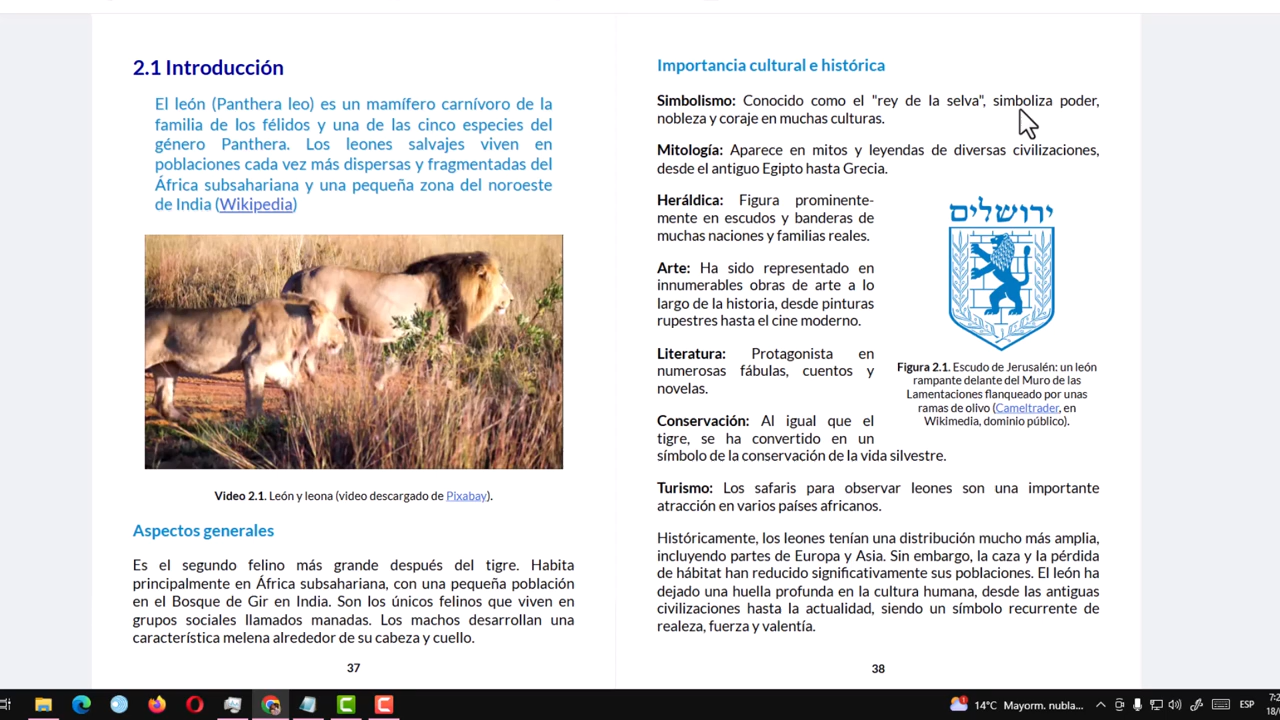 2.1 Introducción
El león (Panthera leo) es un mamífero carnívoro de la
familia de los félidos y una de las cinco especies del
género Panthera. Los leones salvajes viven en
poblaciones cada vez más dispersas y fragmentadas del
África subsahariana y una pequeña zona del noroeste
de India (Wikipedia)
Video 2.1. León y leona (video descargado de Pixabay).
Aspectos generales
Es el segundo felino más grande después del tigre. Habita
principalmente en África subsahariana, con una pequeña población
en el Bosque de Gir en India. Son los únicos felinos que viven en
grupos sociales llamados manadas. Los machos desarrollan una
característica melena alrededor de su cabeza y cuello.
37
Importancia cultural e histórica
Simbolismo: Conocido como el "rey de la selva", simboliza poder,
nobleza y coraje en muchas culturas.
Mitología: Aparece en mitos y leyendas de diversas civilizaciones,
desde el antiguo Egipto hasta Grecia.
Heráldica: Figura prominente-
mente en escudos y banderas de
muchas naciones y familias reales.
Arte: Ha sido representado en
innumerables obras de arte a lo
largo de la historia, desde pinturas
rupestres hasta el cine moderno.
Literatura: Protagonista en
numerosas fábulas, cuentos y
novelas.
Conservación: Al igual que el
tigre, se ha convertido en un
símbolo de la conservación de la vida silvestre.
ירושלים
Figura 2.1. Escudo de Jerusalén: un león
rampante delante del Muro de las
Lamentaciones flanqueado por unas
ramas de olivo (Cameltrader, en
Wikimedia, dominio público).
Turismo: Los safaris para observar leones son una importante
atracción en varios países africanos.
Históricamente, los leones tenían una distribución mucho más amplia,
incluyendo partes de Europa y Asia. Sin embargo, la caza y la pérdida
de hábitat han reducido significativamente sus poblaciones. El león ha
dejado una huella profunda en la cultura humana, desde las antiguas
civilizaciones hasta la actualidad, siendo un símbolo recurrente de
realeza, fuerza y valentía.
38
14°C Mayorm. nubla...
ESP